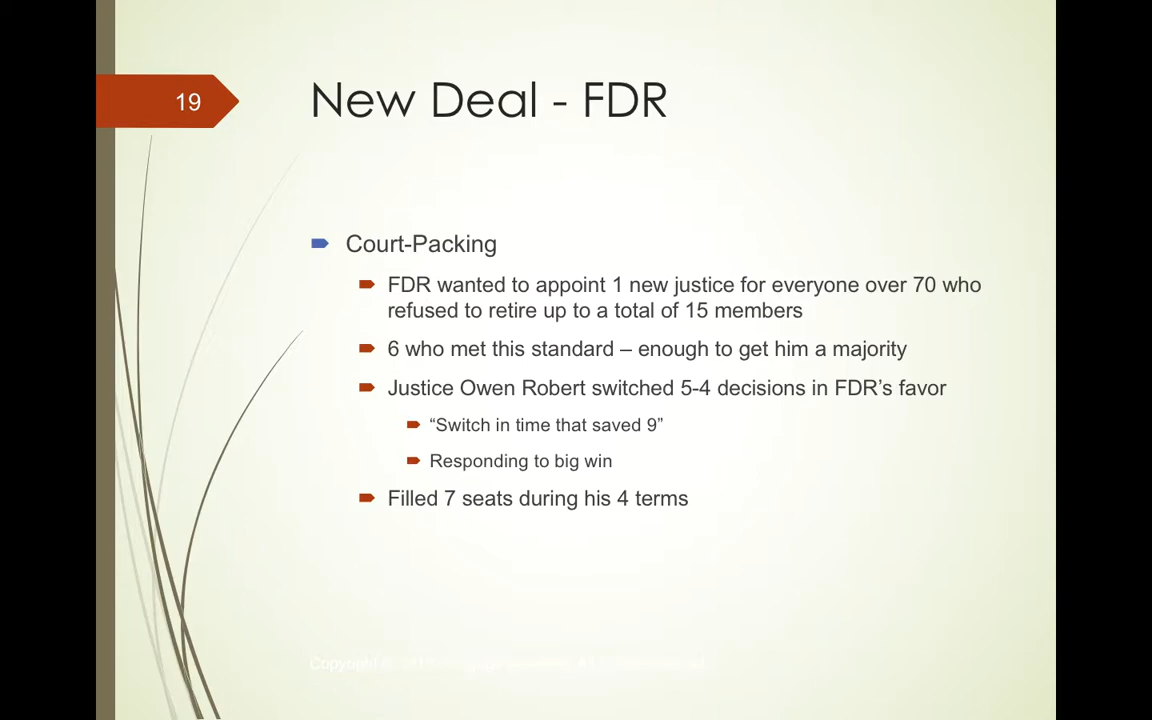 19
New Deal - FDR
Court-Packing
FDR wanted to appoint 1 new justice for everyone over 70 who
refused to retire up to a total of 15 members
6 who met this standard – enough to get him a majority
Justice Owen Robert switched 5-4 decisions in FDR’s favor
“Switch in time that saved 9”
Responding to big win
Filled 7 seats during his 4 terms
Copyright